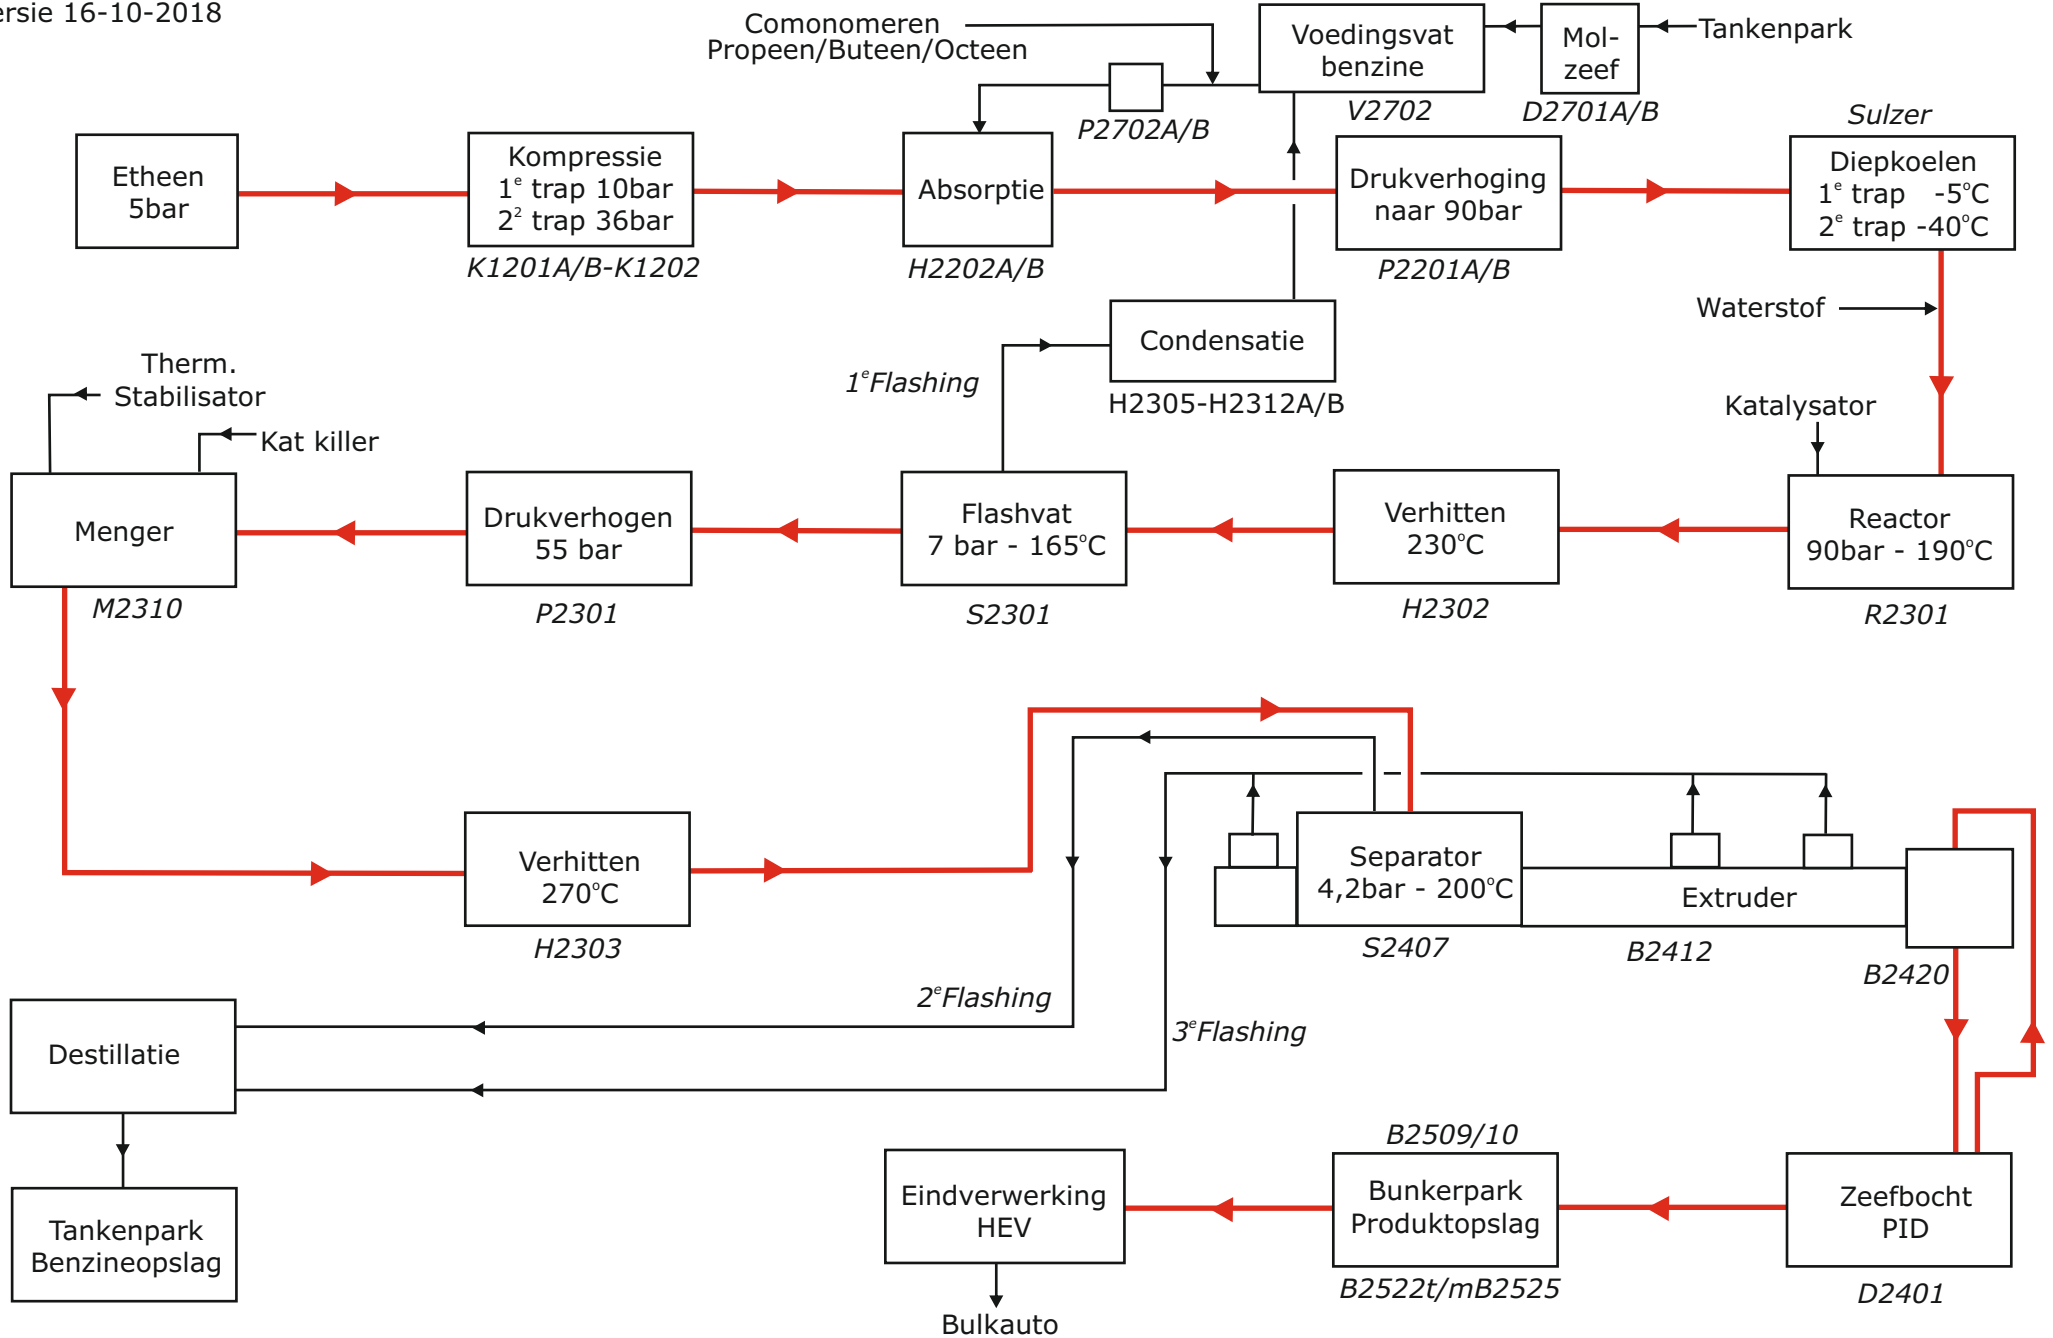 ersie 16-10-2018
Comonomeren
Propeen/Buteen/Octeen
Voedingsvat
benzine
V2702
Mol-
zeef
D2701A/B
Tankenpark
P2702A/B
Sulzer
Etheen
5bar
Kompressie
1e trap 10bar
22 trap 36bar
K1201A/B-K1202
Absorptie
H2202A/B
Drukverhoging
naar 90bar
P2201A/B
Diepkoelen
1e trap -5°C
2e trap -40°C
Waterstof
Condensatie
H2305-H2312A/B
1eFlashing
Therm.
Stabilisator
Kat killer
Katalysator
Menger
M2310
Drukverhogen
55 bar
P2301
Flashvat
7 bar - 165°C
S2301
Verhitten
230°C
H2302
Reactor
90bar - 190°C
R2301
Verhitten
270°C
H2303
Separator
4,2bar - 200°C
S2407
Extruder
B2412
B2420
2eFlashing
3eFlashing
Destillatie
Tankenpark
Benzineopslag
Eindverwerking
HEV
Bulkauto
B2509/10
Bunkerpark
Produktopslag
B2522t/mB2525
Zeefbocht
PID
D2401